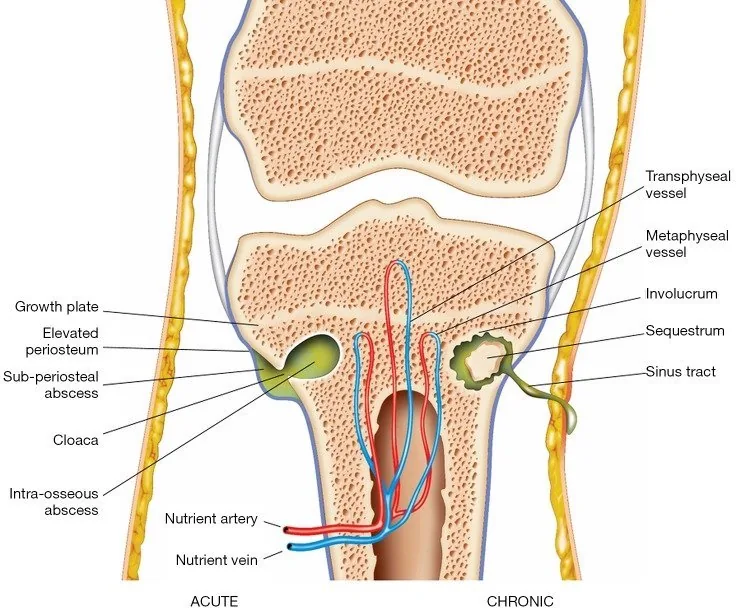 Transphyseal
vessel
Metaphyseal
vessel
Involucrum
Sequestrum
Sinus tract
Growth plate
Elevated
periosteum
Sub-periosteal
abscess
Cloaca
Intra-osseous
abscess
Nutrient artery
Nutrient vein
ACUTE
CHRONIC